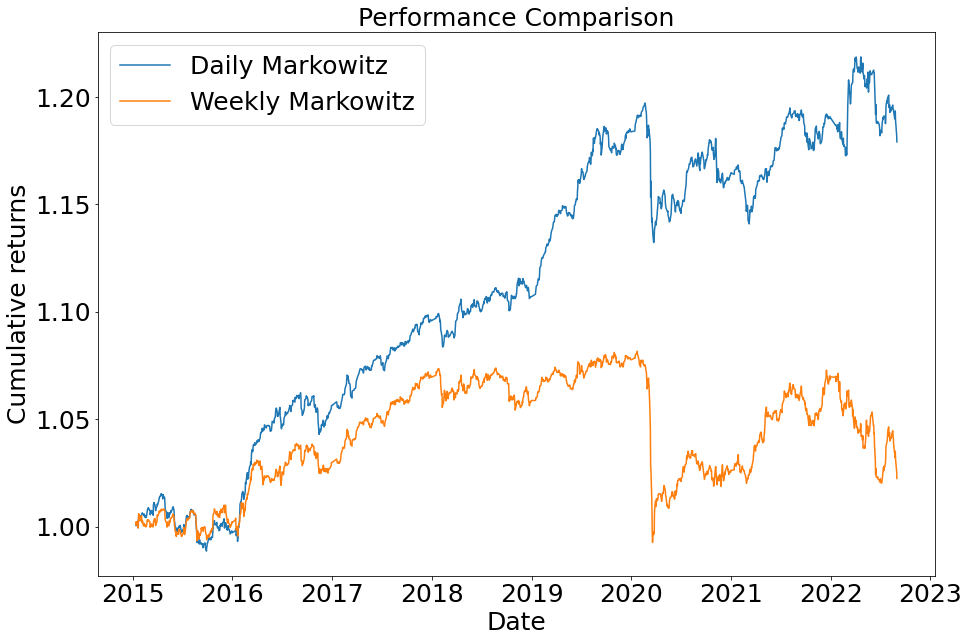 Performance Comparison
Daily Markowitz
Weekly Markowitz
Cumulative returns
1.20
1.15
1.10
1.05
1.00
2015 2016 2017 2018 2019 2020 2021 2022 2023
Date